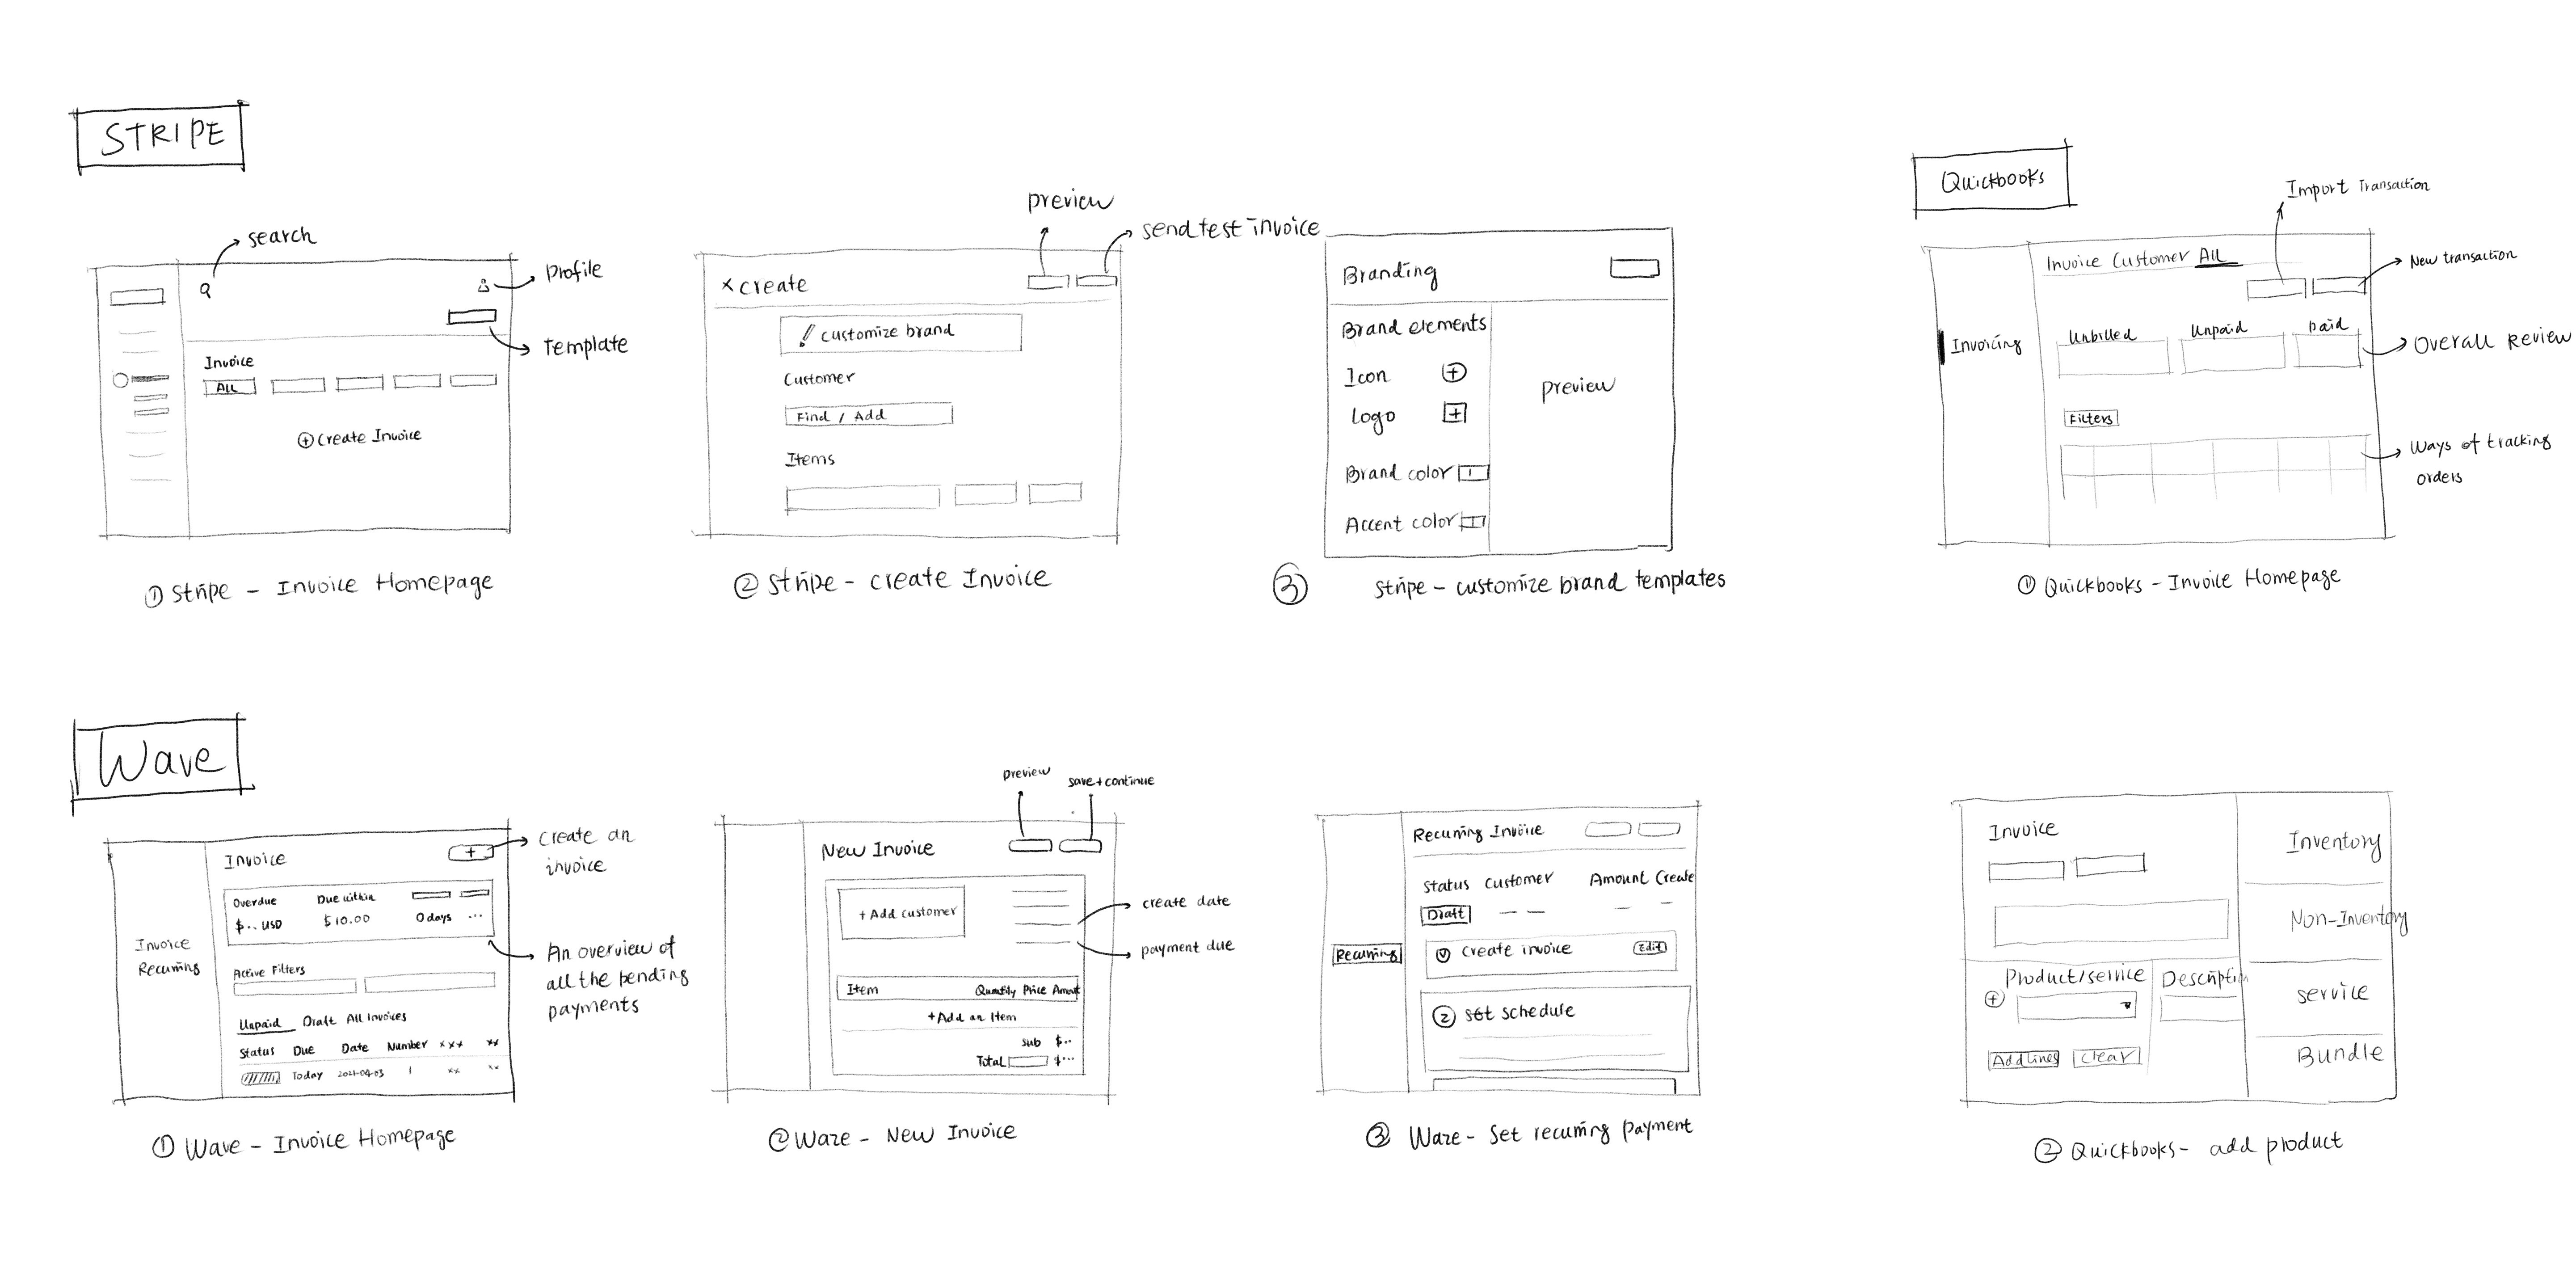 STRIPE
search
Profile
Template
Invoice
ALL
Create Invoice
① Stripe - Invoice Homepage
preview
send test invoice
x create
! customize brand
Customer
Find / Add
Items
② Stripe - create Invoice
Branding
Brand elements
Icon +
Logo +
Brand color
Accent color
preview
③ Stripe - customize brand templates
Quickbooks
Import Transaction
New transaction
Invoice Customer ALL
Invoicing
Unbilled Unpaid paid
Overall Review
Filters
Ways of tracking
orders
① Quickbooks - Invoice Homepage
Wave
Create an
invoice
Invoice
+
Overdue Due within
$.. USD $10.00 0 days ...
An overview of
all the pending
payments
Invoice
Recurring
Active Filters
Unpaid Draft All Invoices
Status Due Date Number xxx xx
Today 2021-04-03 1 xx xx
① Wave - Invoice Homepage
preview
save + continue
New Invoice
+ Add customer
create date
payment due
Item Quantity Price Amount
+ Add an Item
sub $..
Total $...
② Waze - New Invoice
Recurring Invoice
Status Customer Amount Create
Draft
Recurring
Create invoice Edit
② set schedule
③ Waze - Set recurring payment
Invoice
Product/service Description
+
Add lines Clear
Inventory
Non-Inventory
service
Bundle
② Quickbooks - add product